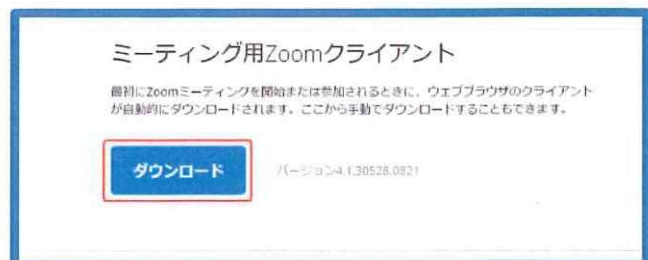 ミーティング用Zoomクライアント
最初にZoomミーティングを開始または参加されるときに、ウェブブラウザのクライアント
が自動的にダウンロードされます。ここから手動でダウンロードすることもできます。
ダウンロード
バージョン4.1.30528.0821